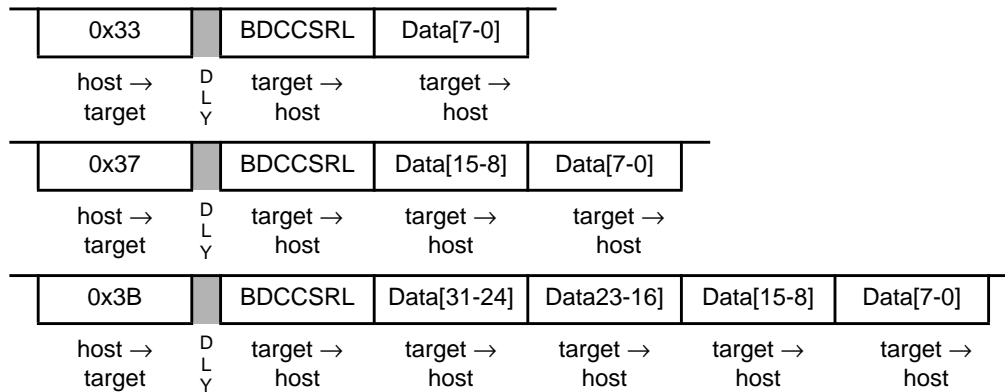 0x33 BDCCSRL Data[7-0]
host → D L Y target → target →
target host host
0x37 BDCCSRL Data[15-8] Data[7-0]
host → D L Y target → target → target →
target host host host
0x3B BDCCSRL Data[31-24] Data23-16] Data[15-8] Data[7-0]
host → D L Y target → target → target → target → target →
target host host host host host